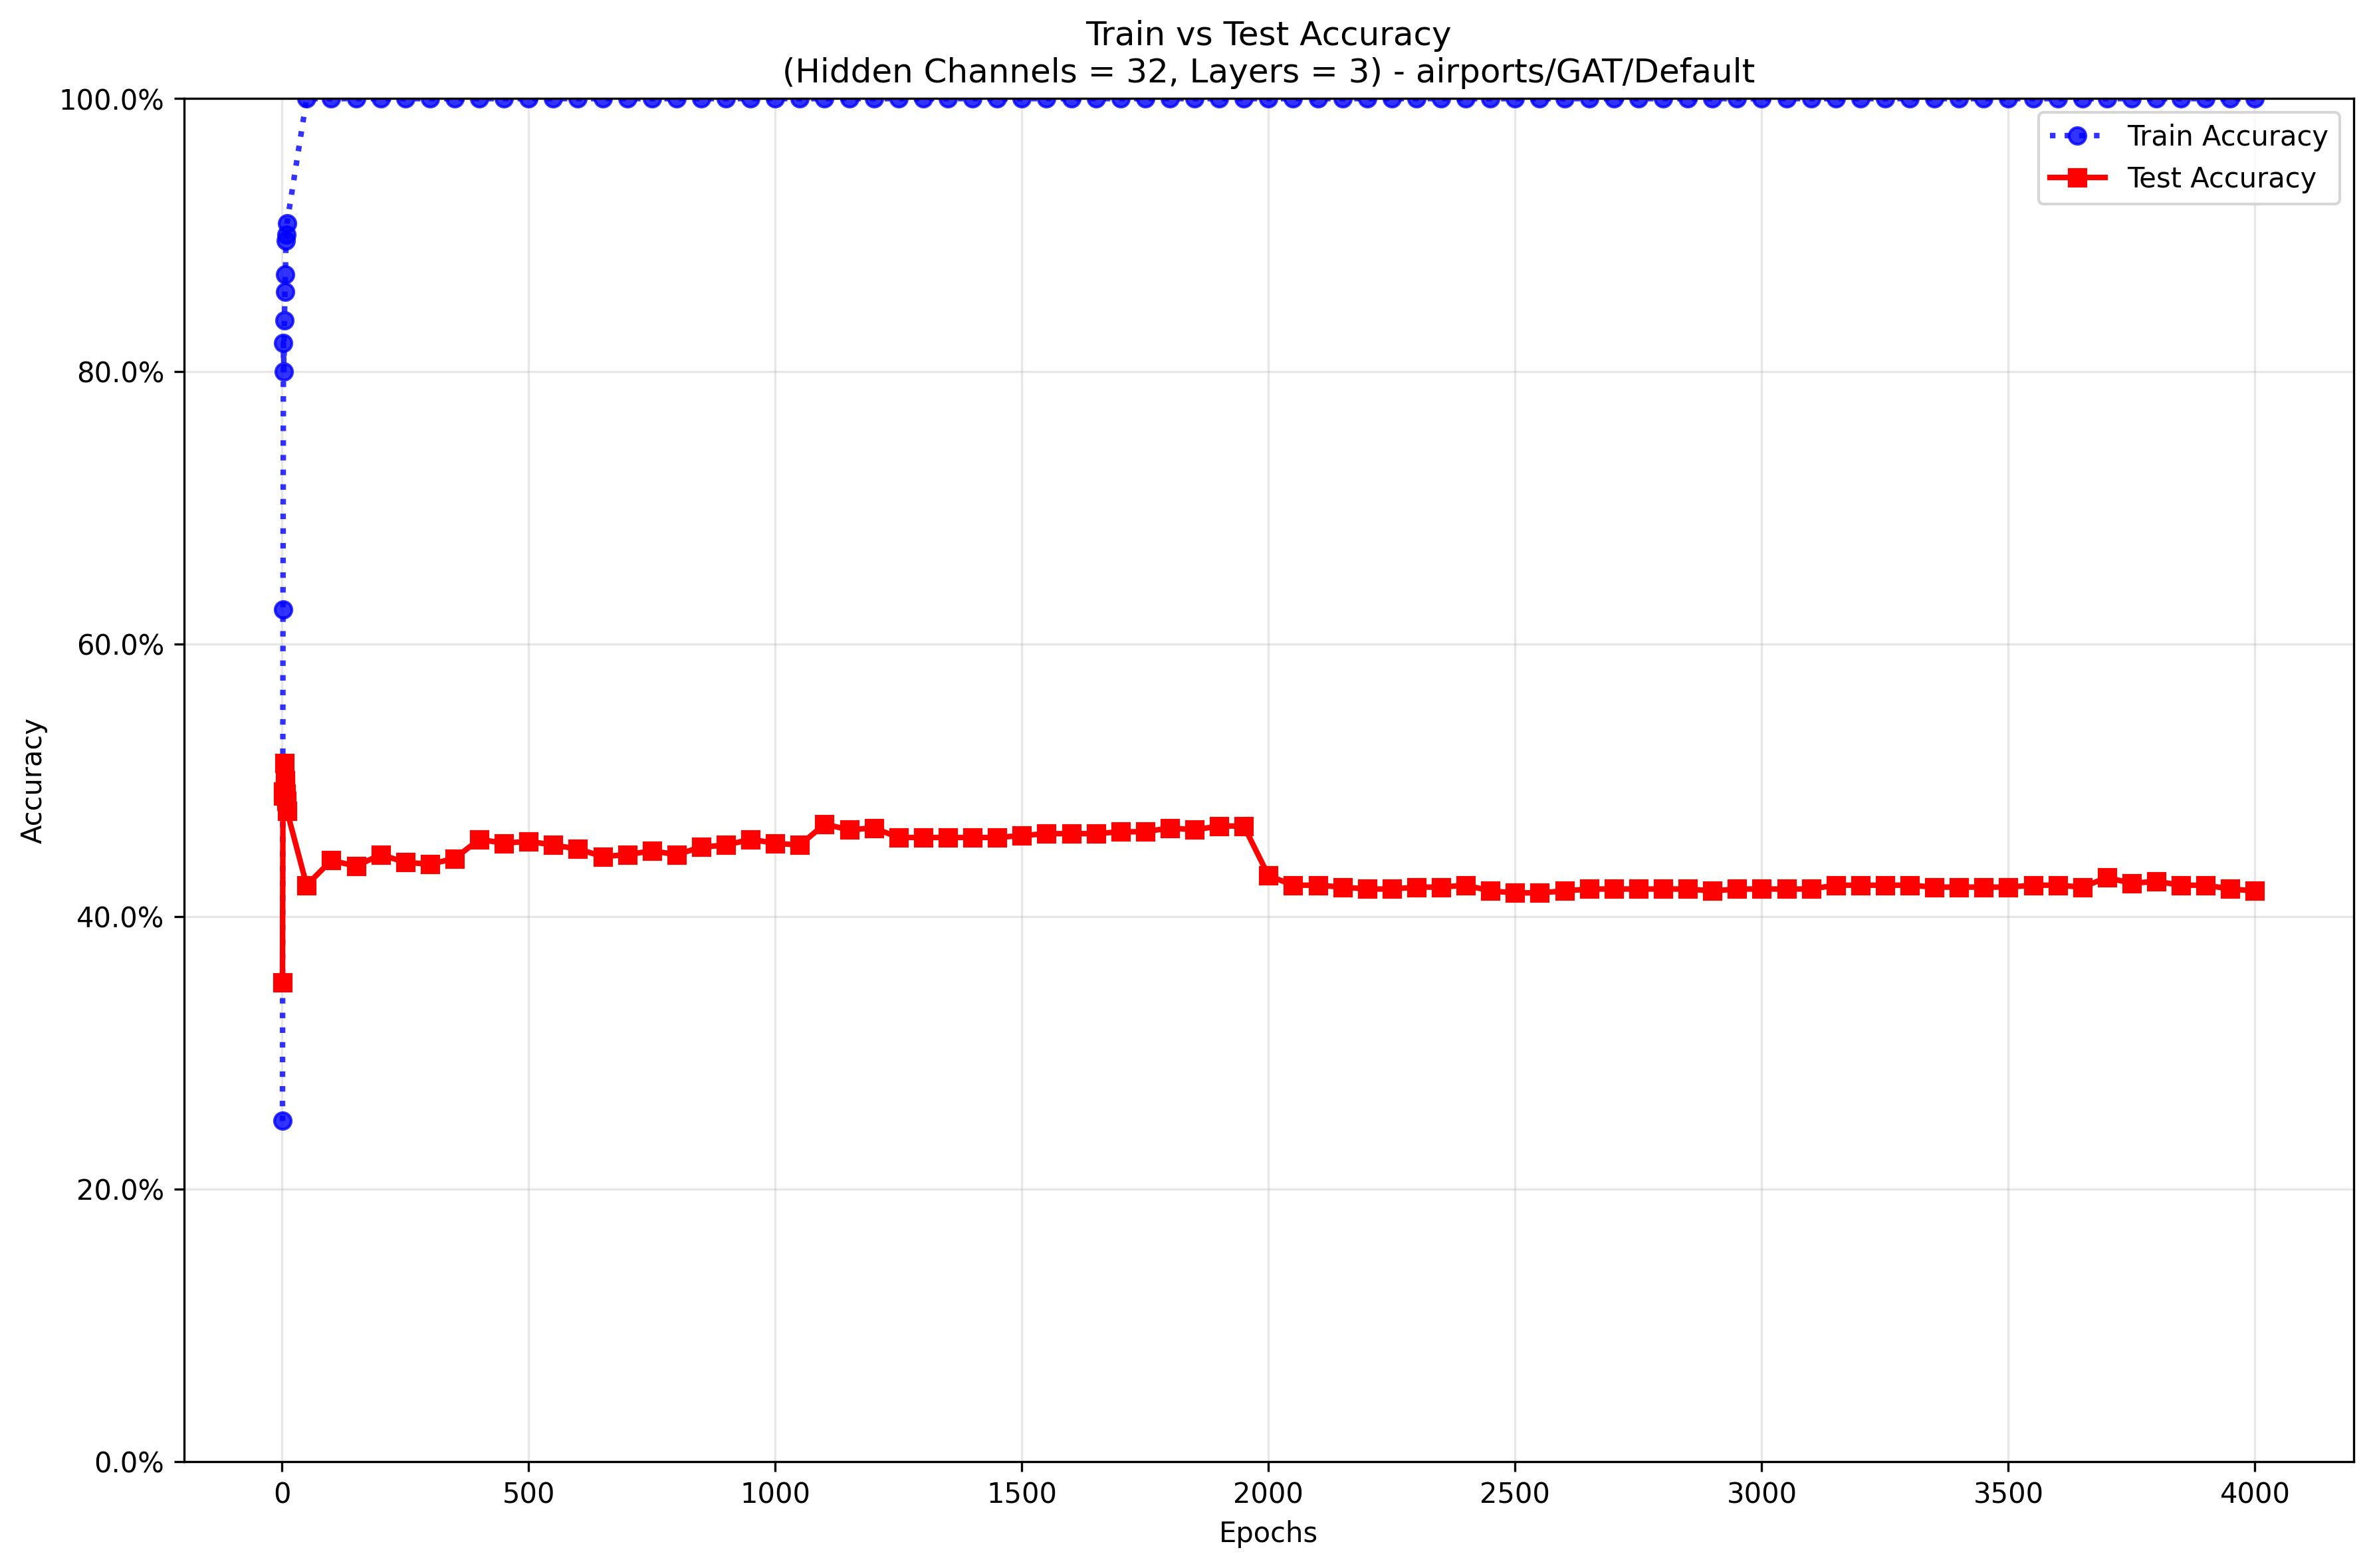 Train vs Test Accuracy
(Hidden Channels = 32, Layers = 3) - airports/GAT/Default
100.0%
80.0%
60.0%
40.0%
20.0%
0.0%
Accuracy
Train Accuracy
Test Accuracy
0 500 1000 1500 2000 2500 3000 3500 4000
Epochs